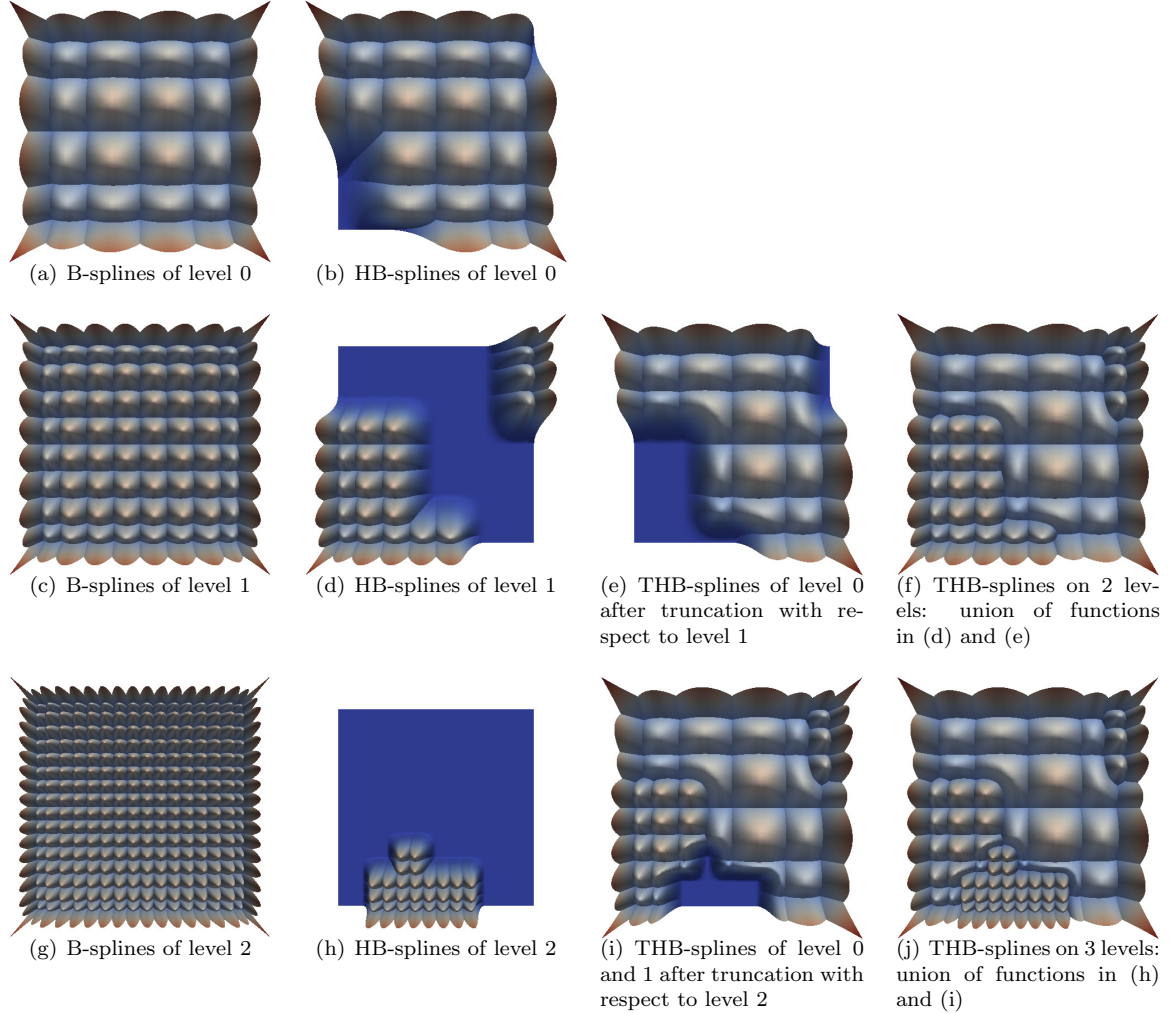 (a) B-splines of level 0
(b) HB-splines of level 0
(c) B-splines of level 1
(d) HB-splines of level 1
(e) THB-splines of level 0
after truncation with re-
spect to level 1
(f) THB-splines on 2 lev-
els: union of functions
in (d) and (e)
(g) B-splines of level 2
(h) HB-splines of level 2
(i) THB-splines of level 0
and 1 after truncation with
respect to level 2
(j) THB-splines on 3 levels:
union of functions in (h)
and (i)